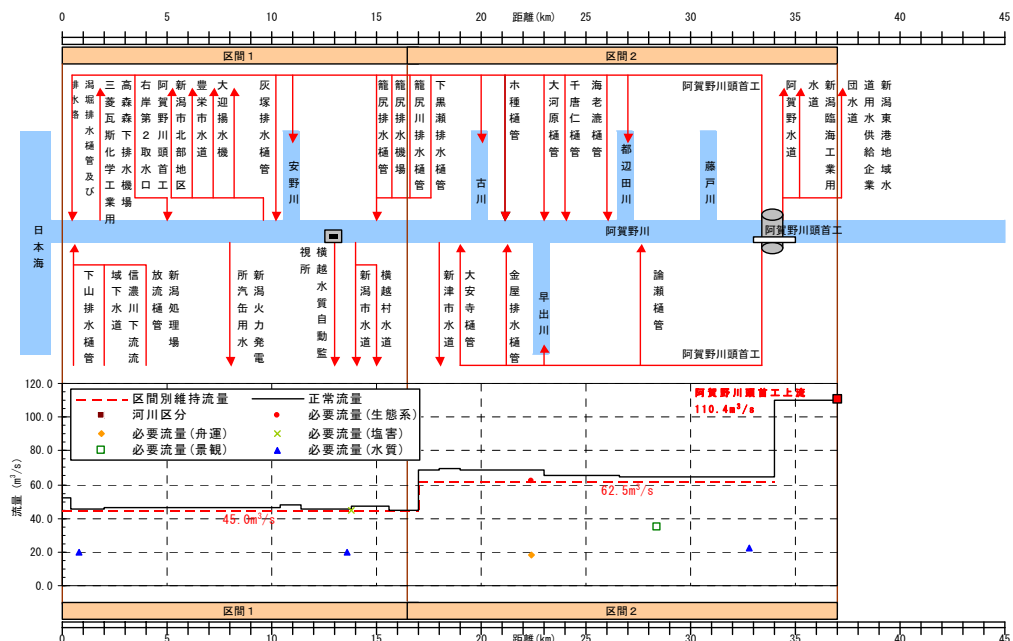 0 5 10 15 20 25 30 35 40 45
距離(km)
区間1 区間2
排水路
潟堀排水樋管及び
三菱瓦斯化学工業用
高森森下排水機場
右岸第2取水口
阿賀野川頭首工
新潟市北部地区
豊栄市水道
大迎揚水機
灰塚排水樋管
安野川
籠尻排水樋管
籠尻排水機場
籠尻川排水樋管
下黒瀬排水樋管
古川
木種樋管
大河原樋管
千唐仁樋管
海老漉樋管
都辺田川
阿賀野川頭首工
藤戸川
阿賀野川水道
水道
新潟臨海工業用
団水道
道用水供給企業
新潟東港地域水
日本海
阿賀野川
阿賀野川頭首工
下山排水樋管
域下水道
信濃川下流流
放流樋管
新潟処理場
所汽缶用水
新潟火力発電
視所
横越水質自動監
新潟市水道
横越村水道
新津市水道
大安寺樋管
金屋排水樋管
早出川
論瀬樋管
阿賀野川頭首工
120.0
100.0
80.0
60.0
40.0
20.0
0.0
流量 (m³/s)
区間別維持流量 正常流量
河川区分 必要流量(生態系)
必要流量(舟運) 必要流量(塩害)
必要流量(景観) 必要流量(水質)
阿賀野川頭首工上流
110.4m³/s
62.5m³/s
45.0m³/s
区間1 区間2
0 5 10 15 20 25 30 35 40 45
距離(km)